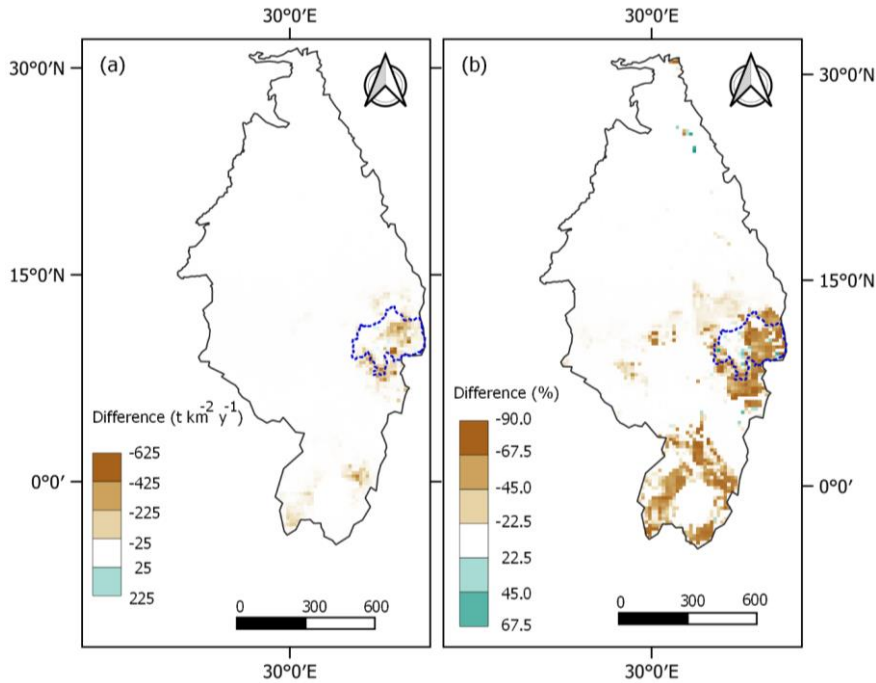 30°0'E
30°0'E
30°0'N
(a)
(b)
30°0'N
15°0'N
15°0'N
Difference (t km⁻² y⁻¹)
-625
-425
-225
-25
25
225
Difference (%)
-90.0
-67.5
-45.0
-22.5
22.5
45.0
67.5
0°0'
0°0'
0 300 600
0 300 600
30°0'E
30°0'E